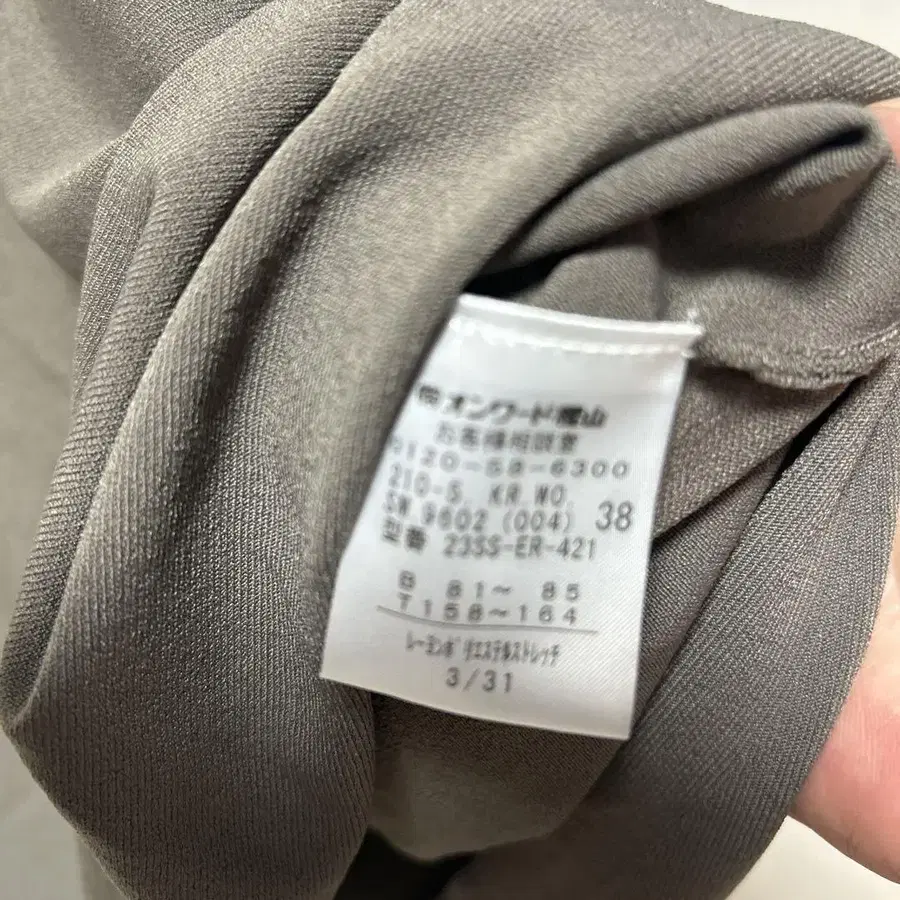 ㈱オンワード樫山
お客様相談室
0120-58-6300
210-S. KR.WO.
SW.9602 (004) 38
型番 23SS-ER-421
B 81～ 85
T 158～164
レーヨンポリエステルストレッチ
3/31